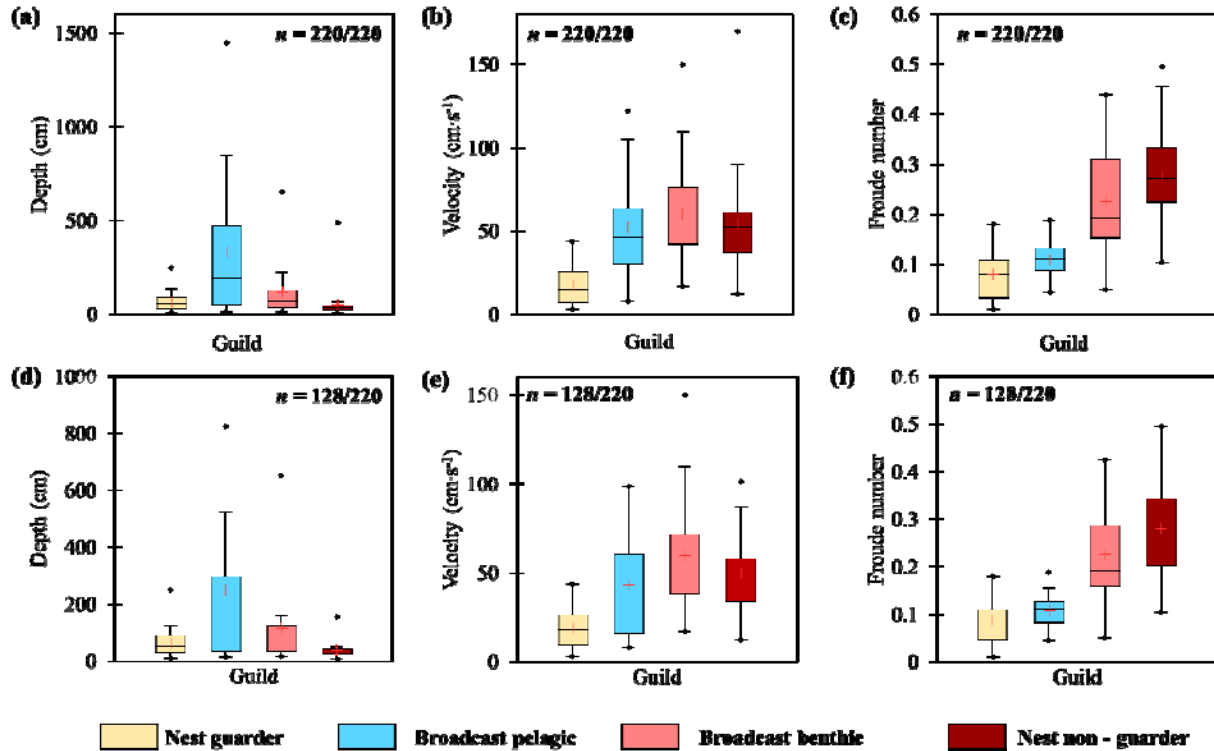 (a)
n = 220/220
1500
1000
500
0
Depth (cm)
Guild
(b)
n = 220/220
150
100
50
0
Velocity (cm·s⁻¹)
(c)
n = 220/220
0.6
0.5
0.4
0.3
0.2
0.1
0
Froude number
Guild
(d)
n = 128/220
1000
800
600
400
200
0
Depth (cm)
Guild
(e)
n = 128/220
150
100
50
0
Velocity (cm·s⁻¹)
(f)
n = 128/220
0.6
0.5
0.4
0.3
0.2
0.1
0
Froude number
Guild
Nest guarder
Broadcast pelagic
Broadcast benthic
Nest non - guarder